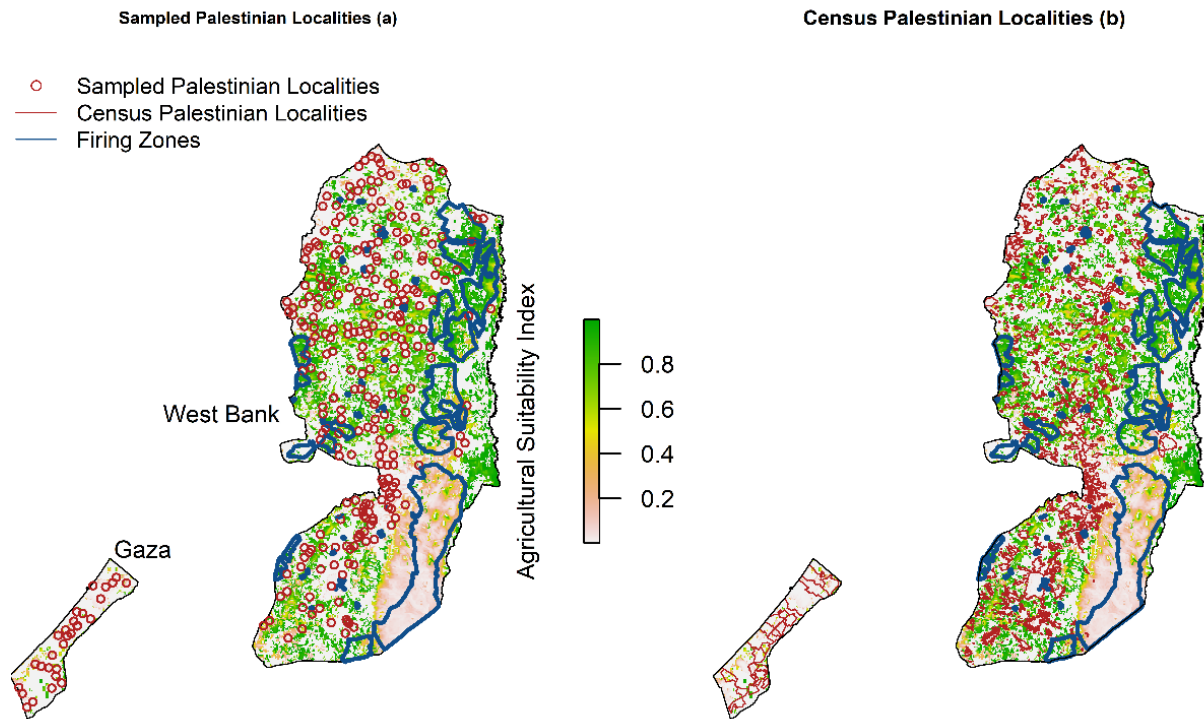 Sampled Palestinian Localities (a)
Census Palestinian Localities (b)
Sampled Palestinian Localities
Census Palestinian Localities
Firing Zones
West Bank
Gaza
Agricultural Suitability Index
0.8
0.6
0.4
0.2